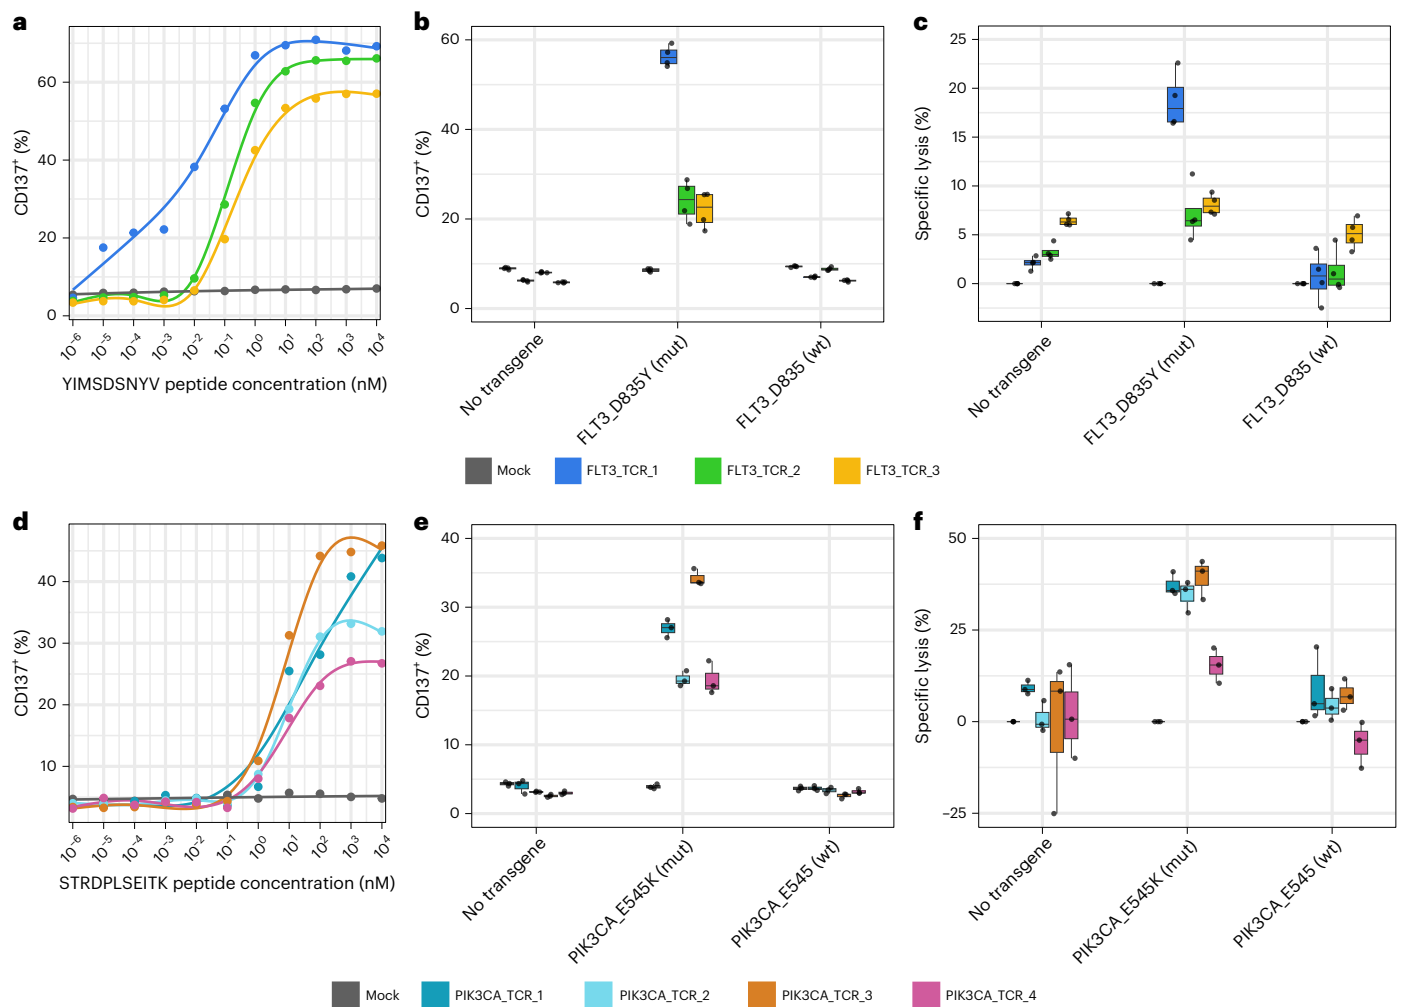 a
CD137+ (%)
60
40
20
0
10−6 10−5 10−4 10−3 10−2 10−1 100 101 102 103 104
YIMSDSNYV peptide concentration (nM)
b
CD137+ (%)
60
40
20
0
No transgene
FLT3_D835Y (mut)
FLT3_D835 (wt)
c
Specific lysis (%)
25
20
15
10
5
0
No transgene
FLT3_D835Y (mut)
FLT3_D835 (wt)
Mock FLT3_TCR_1 FLT3_TCR_2 FLT3_TCR_3
d
CD137+ (%)
40
30
20
10
10−6 10−5 10−4 10−3 10−2 10−1 100 101 102 103 104
STRDPLSEITK peptide concentration (nM)
e
CD137+ (%)
40
30
20
10
0
No transgene
PIK3CA_E545K (mut)
PIK3CA_E545 (wt)
f
Specific lysis (%)
50
25
0
−25
No transgene
PIK3CA_E545K (mut)
PIK3CA_E545 (wt)
Mock PIK3CA_TCR_1 PIK3CA_TCR_2 PIK3CA_TCR_3 PIK3CA_TCR_4